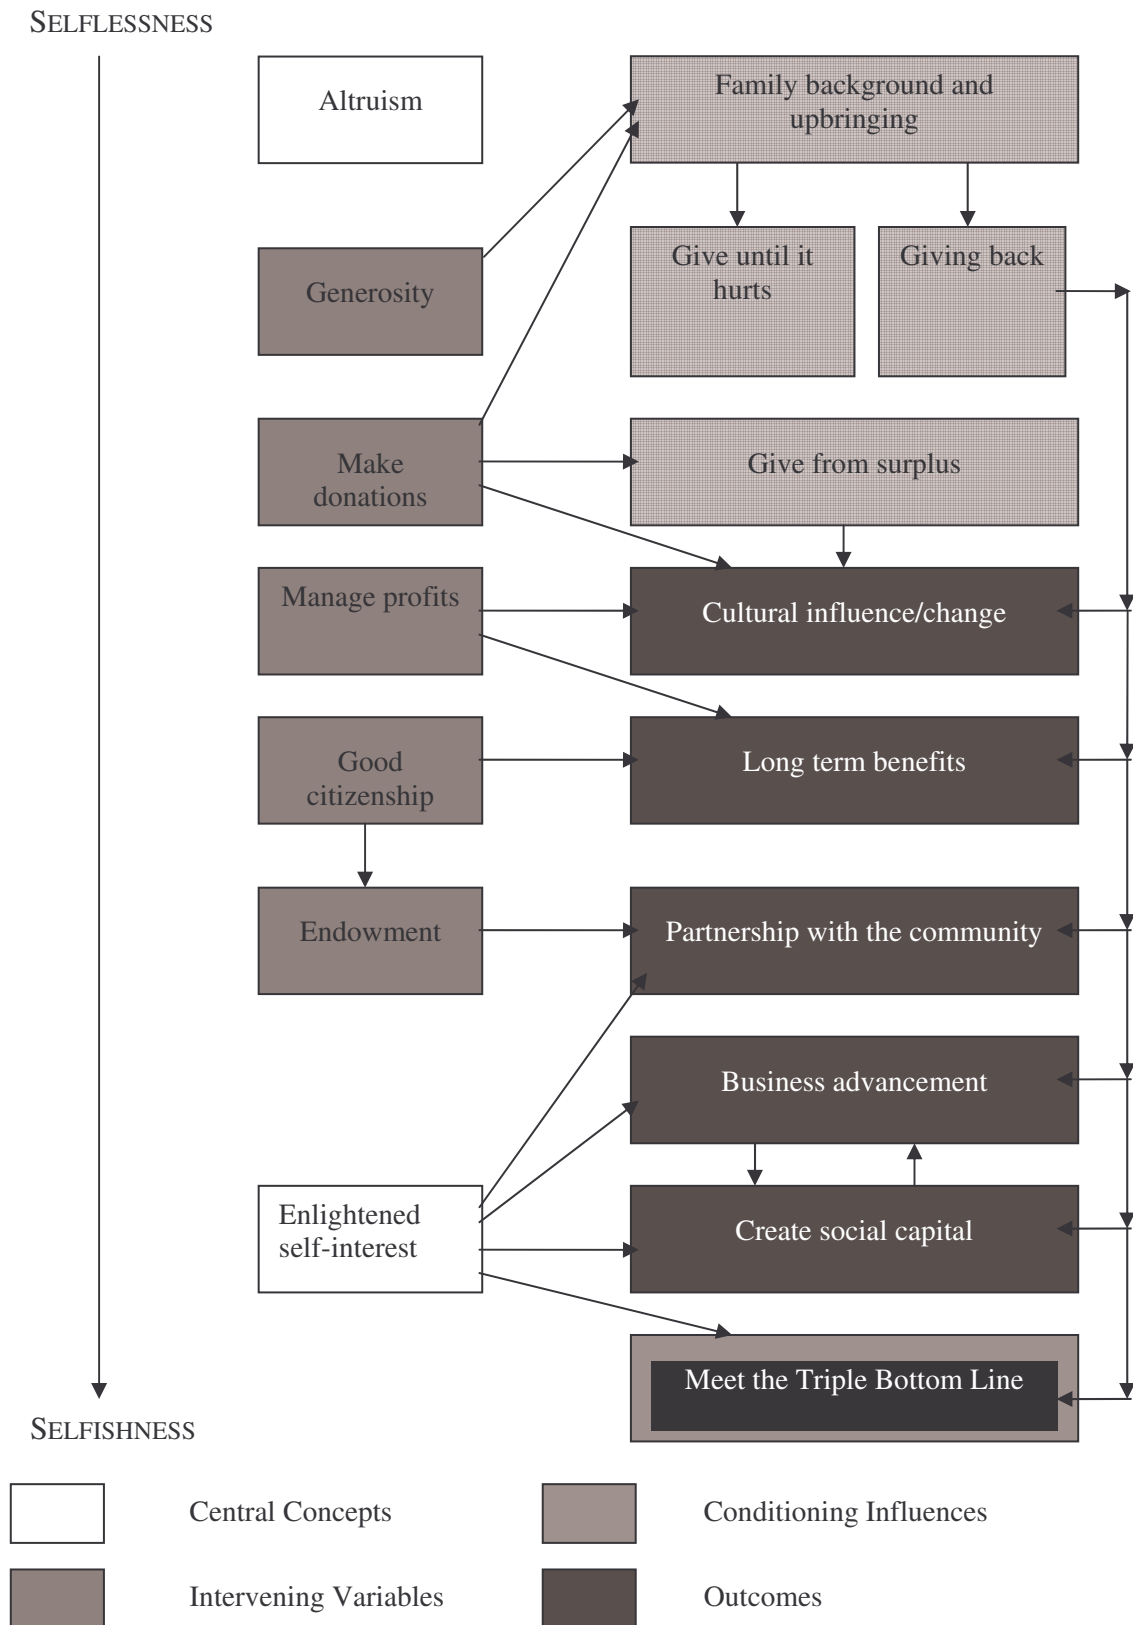 SELFLESSNESS
Altruism
Family background and
upbringing
Give until it
hurts
Giving back
Generosity
Make
donations
Give from surplus
Manage profits
Cultural influence/change
Good
citizenship
Long term benefits
Endowment
Partnership with the community
Business advancement
Enlightened
self-interest
Create social capital
Meet the Triple Bottom Line
SELFISHNESS
Central Concepts
Conditioning Influences
Intervening Variables
Outcomes